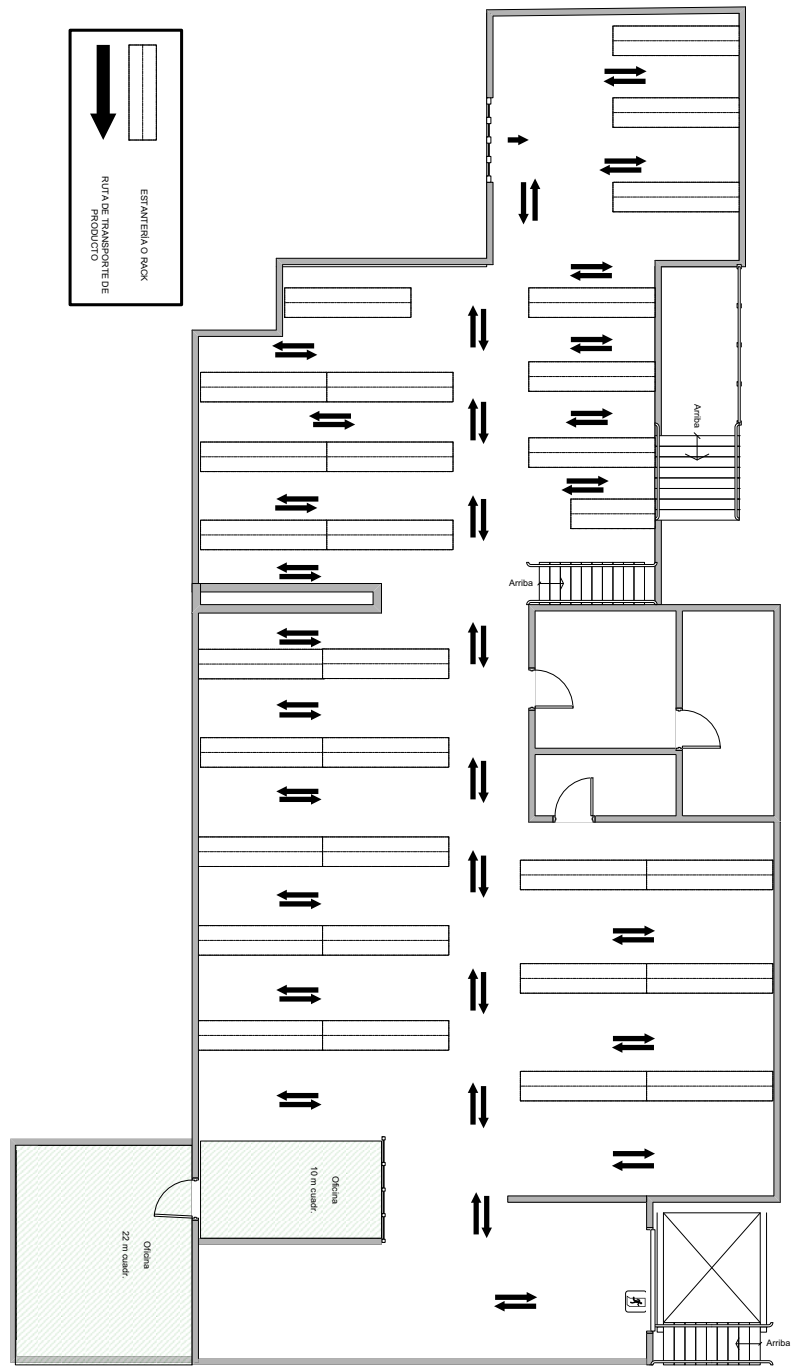 ESTANTERÍA O RACK
RUTA DE TRANSPORTE DE
PRODUCTO
Arriba
Arriba
Oficina
10 m cuadr.
Oficina
22 m cuadr.
Arriba